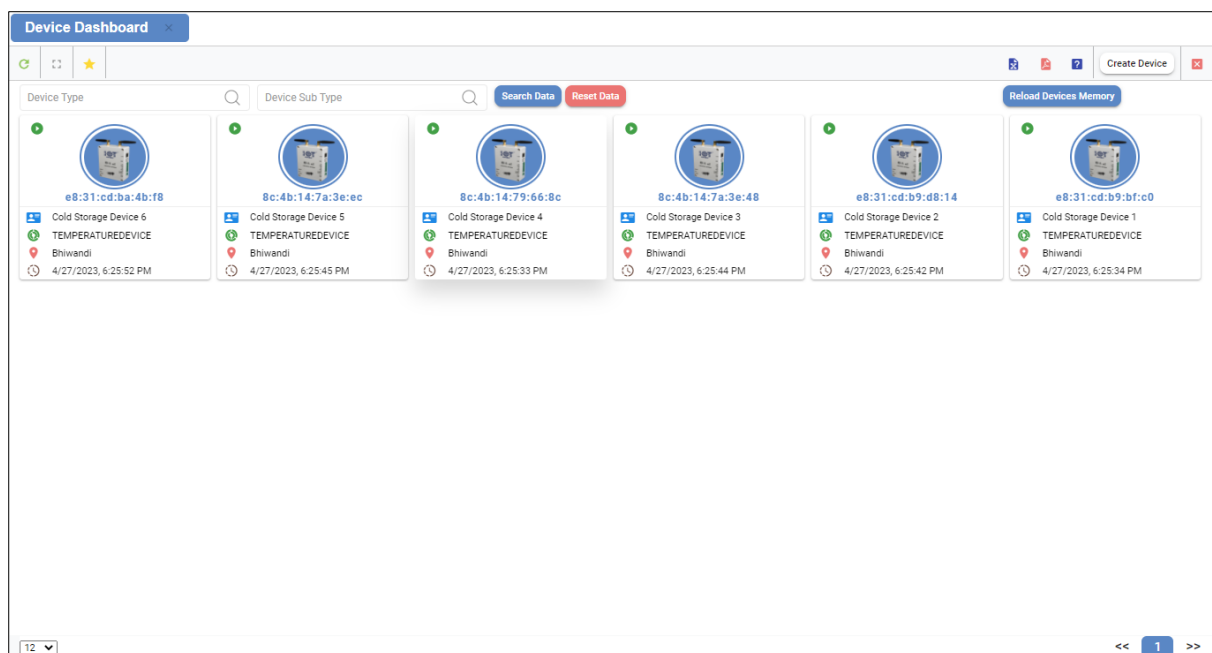 Device Dashboard ×
Create Device
Device Type
Device Sub Type
Search Data
Reset Data
Reload Devices Memory
e8:31:cd:ba:4b:f8
Cold Storage Device 6
TEMPERATUREDEVICE
Bhiwandi
4/27/2023, 6:25:52 PM
8c:4b:14:7a:3e:ec
Cold Storage Device 5
TEMPERATUREDEVICE
Bhiwandi
4/27/2023, 6:25:45 PM
8c:4b:14:79:66:8c
Cold Storage Device 4
TEMPERATUREDEVICE
Bhiwandi
4/27/2023, 6:25:33 PM
8c:4b:14:7a:3e:48
Cold Storage Device 3
TEMPERATUREDEVICE
Bhiwandi
4/27/2023, 6:25:44 PM
e8:31:cd:b9:d8:14
Cold Storage Device 2
TEMPERATUREDEVICE
Bhiwandi
4/27/2023, 6:25:42 PM
e8:31:cd:b9:bf:c0
Cold Storage Device 1
TEMPERATUREDEVICE
Bhiwandi
4/27/2023, 6:25:34 PM
12
<< 1 >>